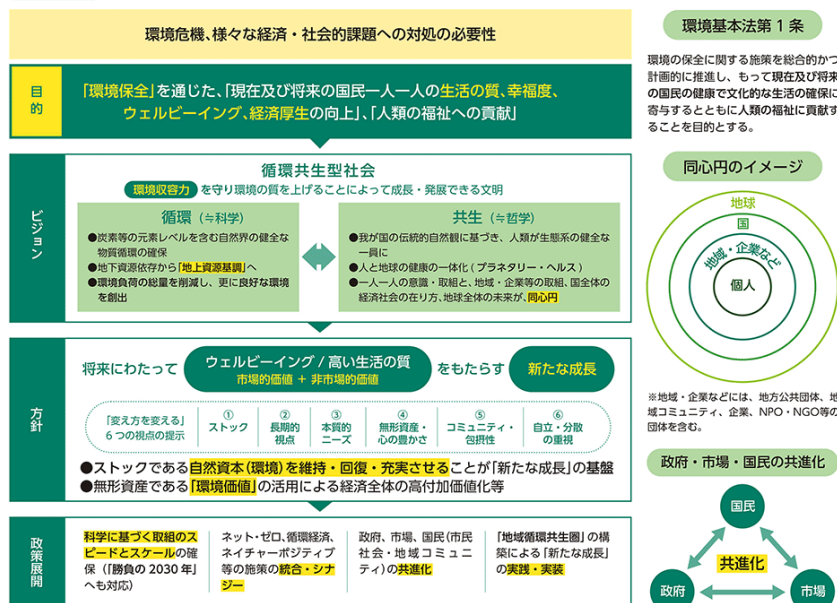 環境危機、様々な経済・社会的課題への対処の必要性
目的
「環境保全」を通じた、「現在及び将来の国民一人一人の生活の質、幸福度、
ウェルビーイング、経済厚生の向上」、「人類の福祉への貢献」
ビジョン
循環共生型社会
環境収容力 を守り環境の質を上げることによって成長・発展できる文明
循環（≒科学）
●炭素等の元素レベルを含む自然界の健全な
物質循環の確保
●地下資源依存から「地上資源基調」へ
●環境負荷の総量を削減し、更に良好な環境
を創出
共生（≒哲学）
●我が国の伝統的自然観に基づき、人類が生態系の健全な
一員に
●人と地球の健康の一体化(プラネタリー・ヘルス)
●一人一人の意識・取組と、地域・企業等の取組、国全体の
経済社会の在り方、地球全体の未来が、同心円
方針
将来にわたって ウェルビーイング / 高い生活の質 をもたらす 新たな成長
市場的価値 + 非市場的価値
「変え方を変える」
6つの視点の提示
①
ストック
②
長期的
視点
③
本質的
ニーズ
④
無形資産・
心の豊かさ
⑤
コミュニティ・
包摂性
⑥
自立・分散
の重視
●ストックである自然資本(環境)を維持・回復・充実させることが「新たな成長」の基盤
●無形資産である「環境価値」の活用による経済全体の高付加価値化等
政策展開
科学に基づく取組のス
ピードとスケールの確
保(「勝負の2030年」
へも対応)
ネット・ゼロ、循環経済、
ネイチャーポジティブ
等の施策の統合・シナ
ジー
政府、市場、国民(市民
社会・地域コミュニ
ティ)の共進化
「地域循環共生圏」の構
築による「新たな成長」
の実践・実装
環境基本法第1条
環境の保全に関する施策を総合的かつ
計画的に推進し、もって現在及び将来
の国民の健康で文化的な生活の確保に
寄与するとともに人類の福祉に貢献す
ることを目的とする。
同心円のイメージ
地球
国
地域・企業など
個人
※地域・企業などには、地方公共団体、地
域コミュニティ、企業、NPO・NGO等の
団体を含む。
政府・市場・国民の共進化
国民
共進化
政府
市場